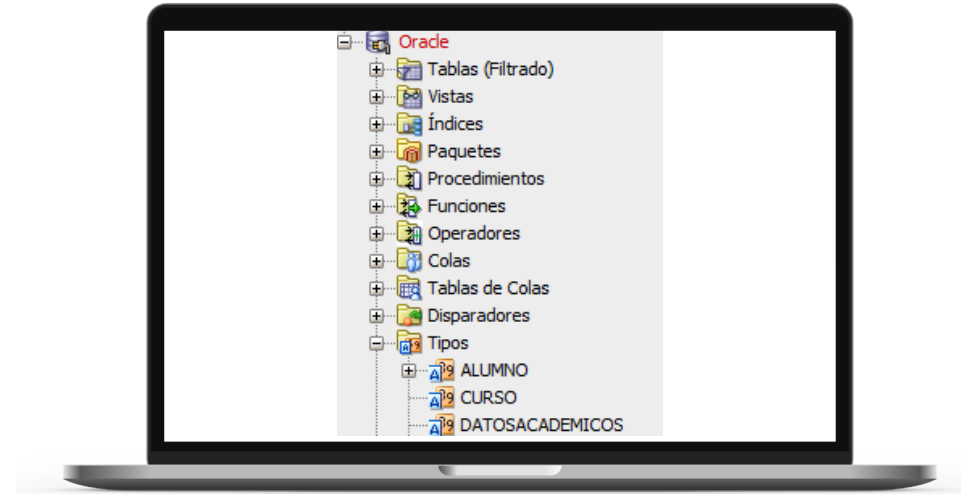 Oracle
Tablas (Filtrado)
Vistas
Índices
Paquetes
Procedimientos
Funciones
Operadores
Colas
Tablas de Colas
Disparadores
Tipos
ALUMNO
CURSO
DATOSACADEMICOS